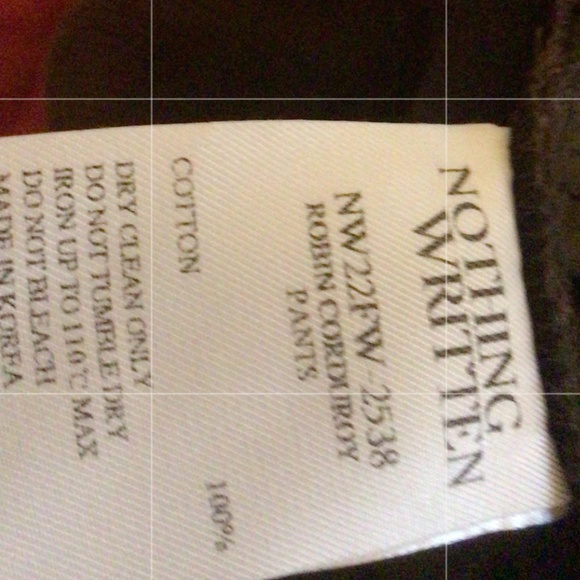 NOTHING
WRITTEN
NW22FW-2538
ROBIN CORDUROY
PANTS
COTTON 100%
DRY CLEAN ONLY
DO NOT TUMBLE DRY
IRON UP TO 110°C MAX
DO NOT BLEACH
MADE IN KOREA